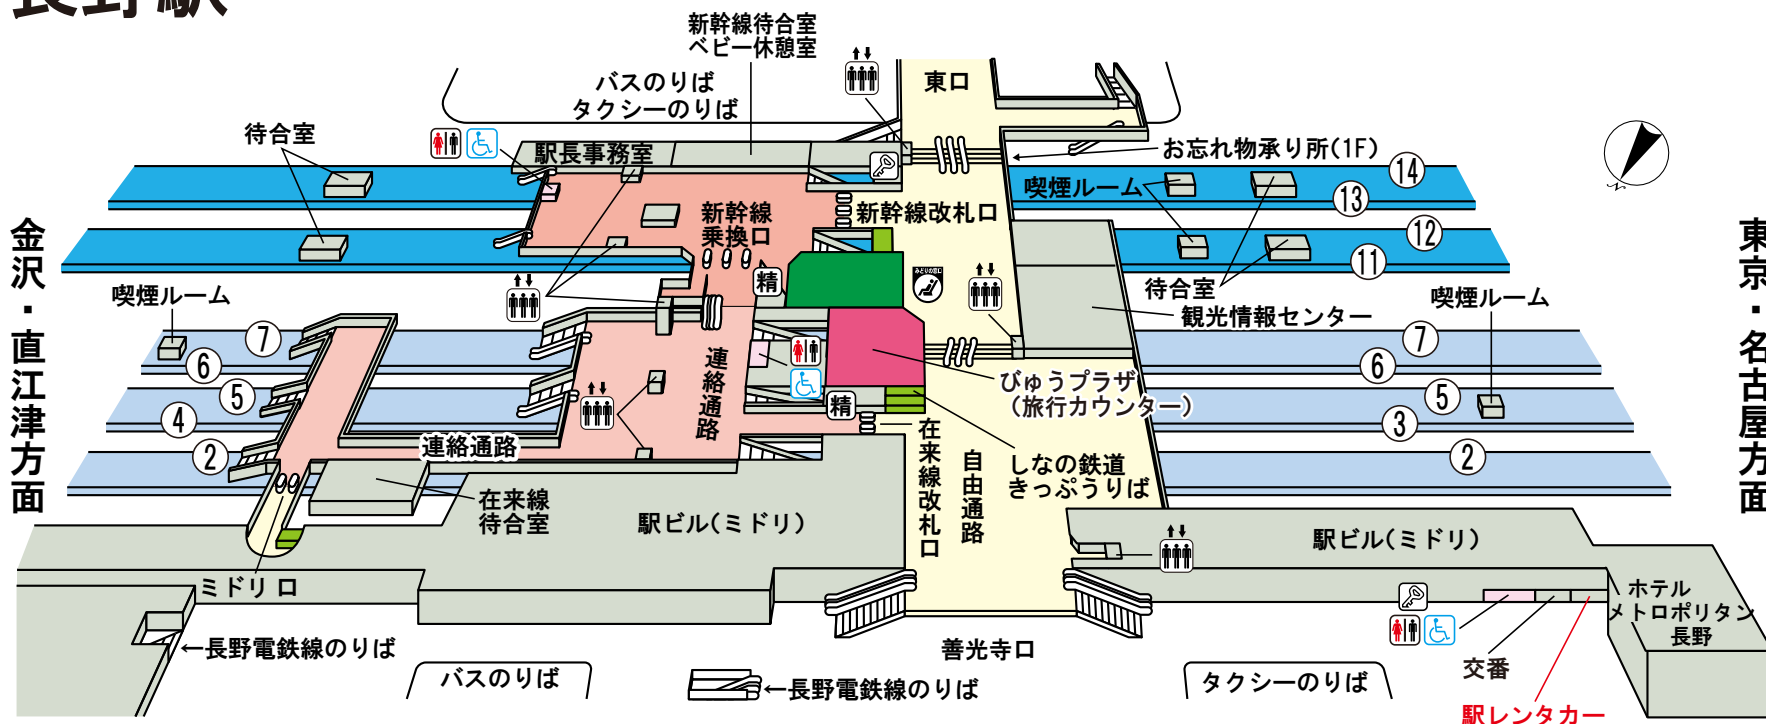 長野駅
新幹線待合室
ベビー休憩室
バスのりば
タクシーのりば
東口
待合室
駅長事務室
お忘れ物承り所(1F)
14
13
喫煙ルーム
新幹線
乗換口
新幹線改札口
12
11
待合室
金沢・直江津方面
東京・名古屋方面
N
精
みどりの窓口
喫煙ルーム
観光情報センター
喫煙ルーム
7
6
5
4
2
7
6
5
3
2
連絡通路
びゅうプラザ
(旅行カウンター)
精
連絡通路
在来線改札口
自由通路
しなの鉄道
きっぷうりば
在来線
待合室
駅ビル(ミドリ)
駅ビル(ミドリ)
ミドリ口
ホテル
メトロポリタン
長野
←長野電鉄線のりば
善光寺口
バスのりば
←長野電鉄線のりば
タクシーのりば
交番
駅レンタカー